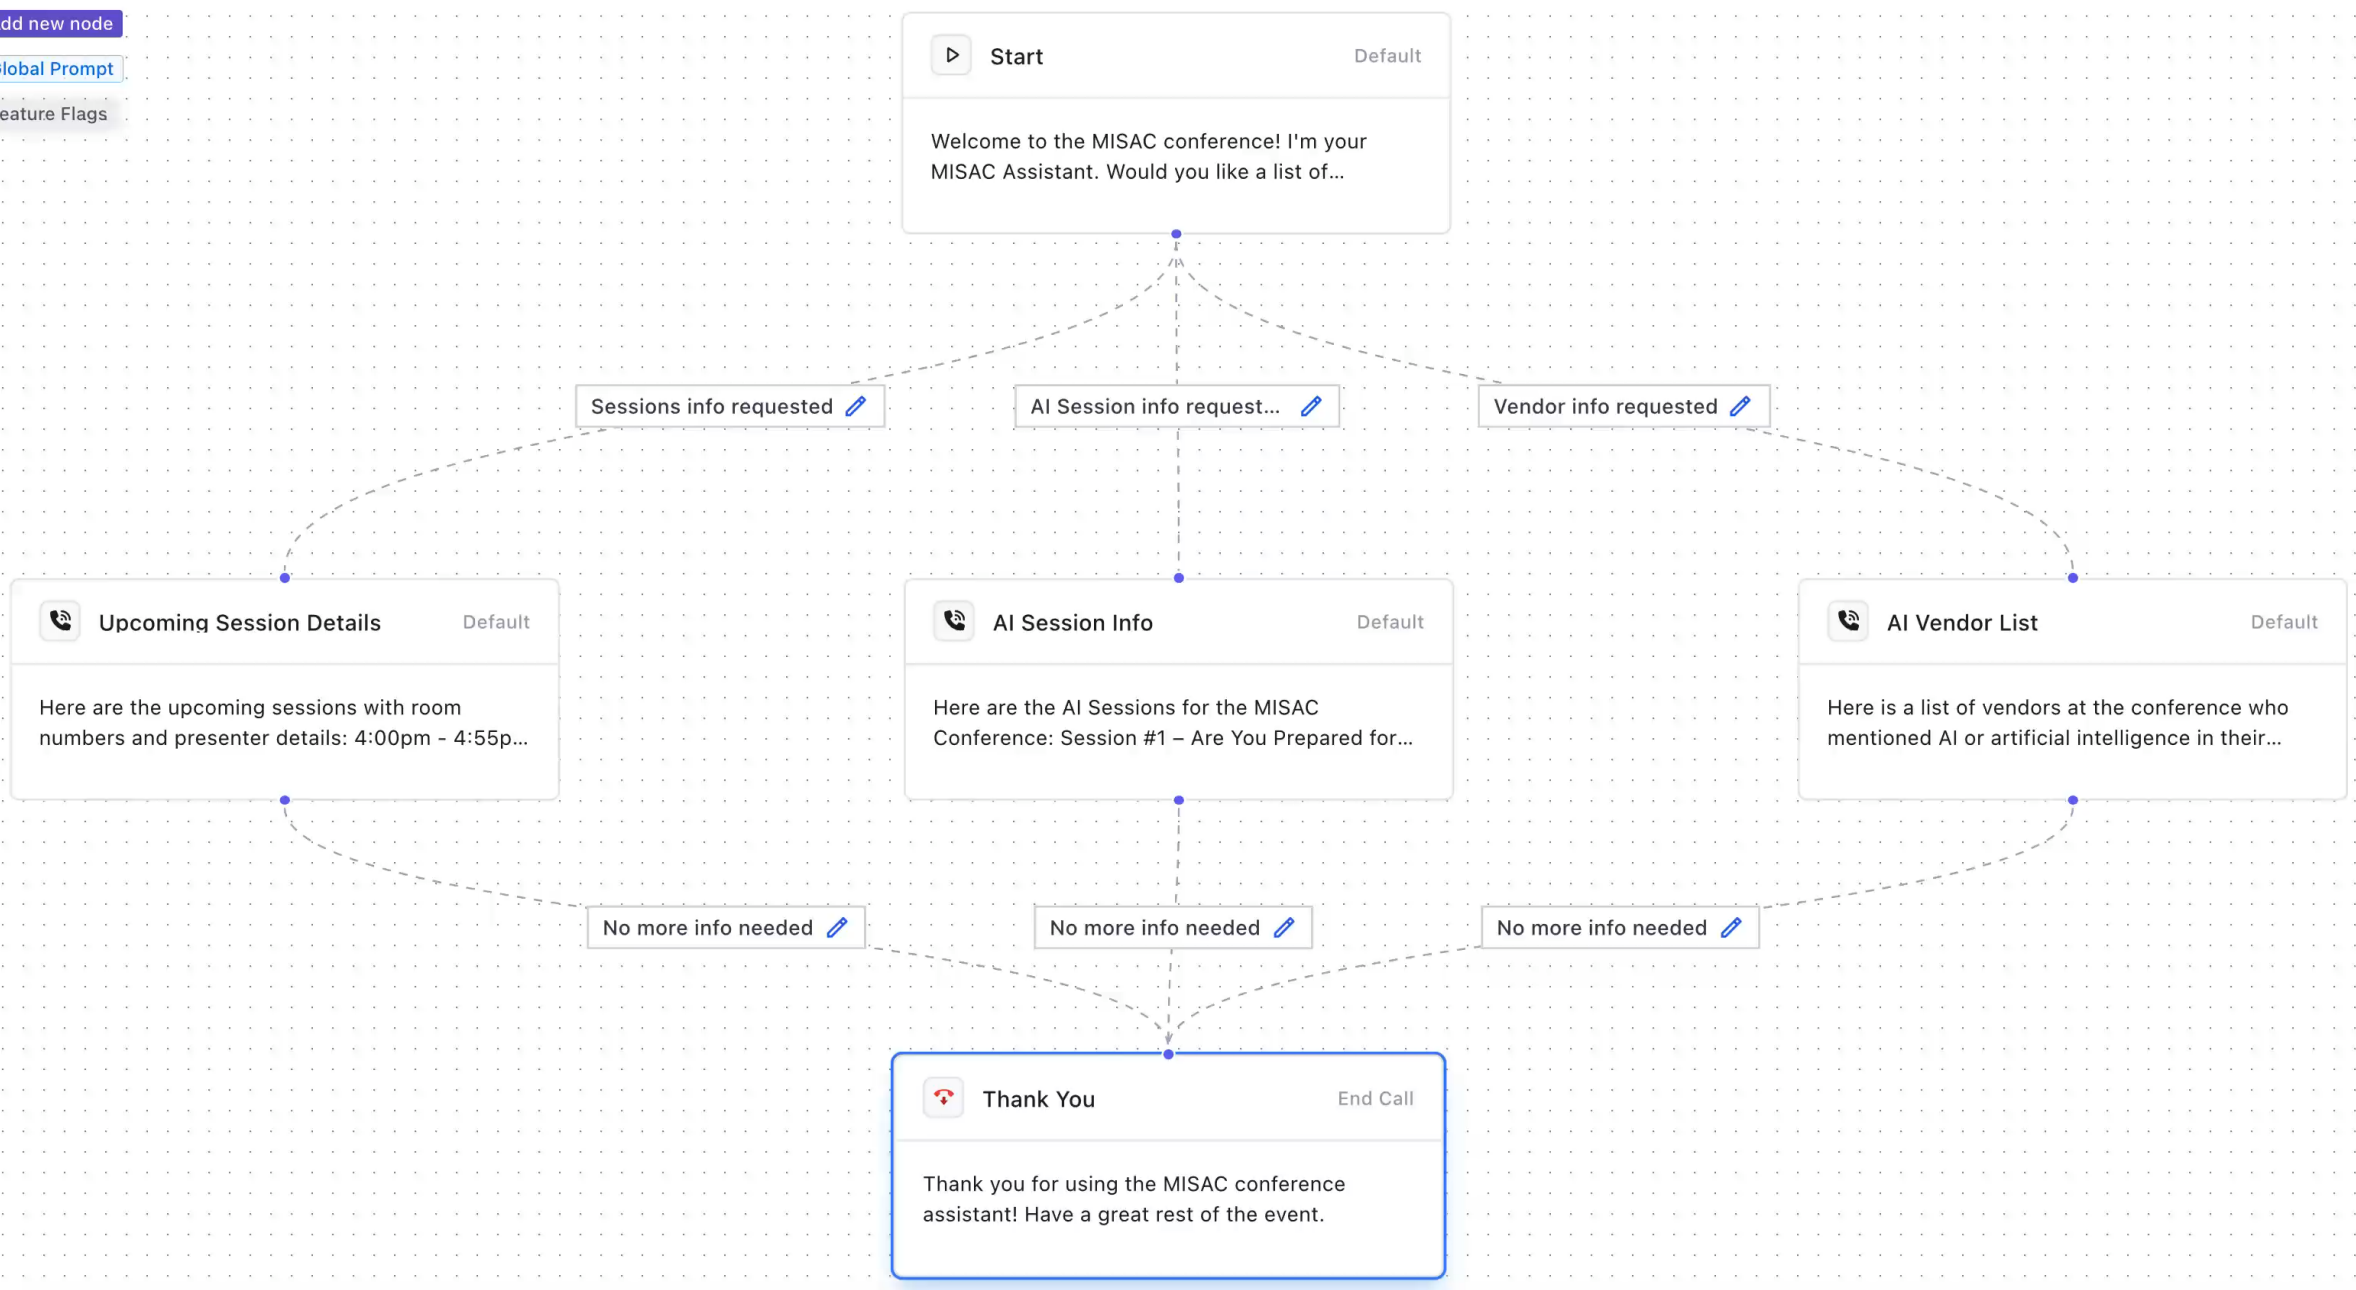 dd new node
lobal Prompt
eature Flags
Start
Default
Welcome to the MISAC conference! I'm your
MISAC Assistant. Would you like a list of...
Sessions info requested
AI Session info request...
Vendor info requested
Upcoming Session Details
Default
Here are the upcoming sessions with room
numbers and presenter details: 4:00pm - 4:55p...
AI Session Info
Default
Here are the AI Sessions for the MISAC
Conference: Session #1 – Are You Prepared for...
AI Vendor List
Default
Here is a list of vendors at the conference who
mentioned AI or artificial intelligence in their...
No more info needed
No more info needed
No more info needed
Thank You
End Call
Thank you for using the MISAC conference
assistant! Have a great rest of the event.